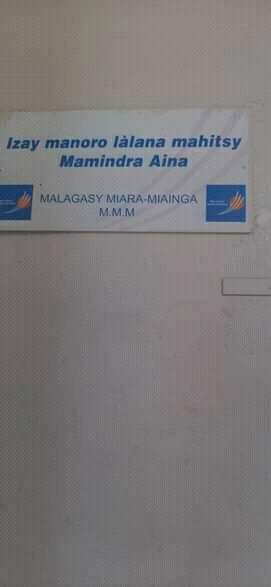 Izay manoro làlana mahitsy
Mamindra Aina
MALAGASY MIARA-MIAINGA
M.M.M